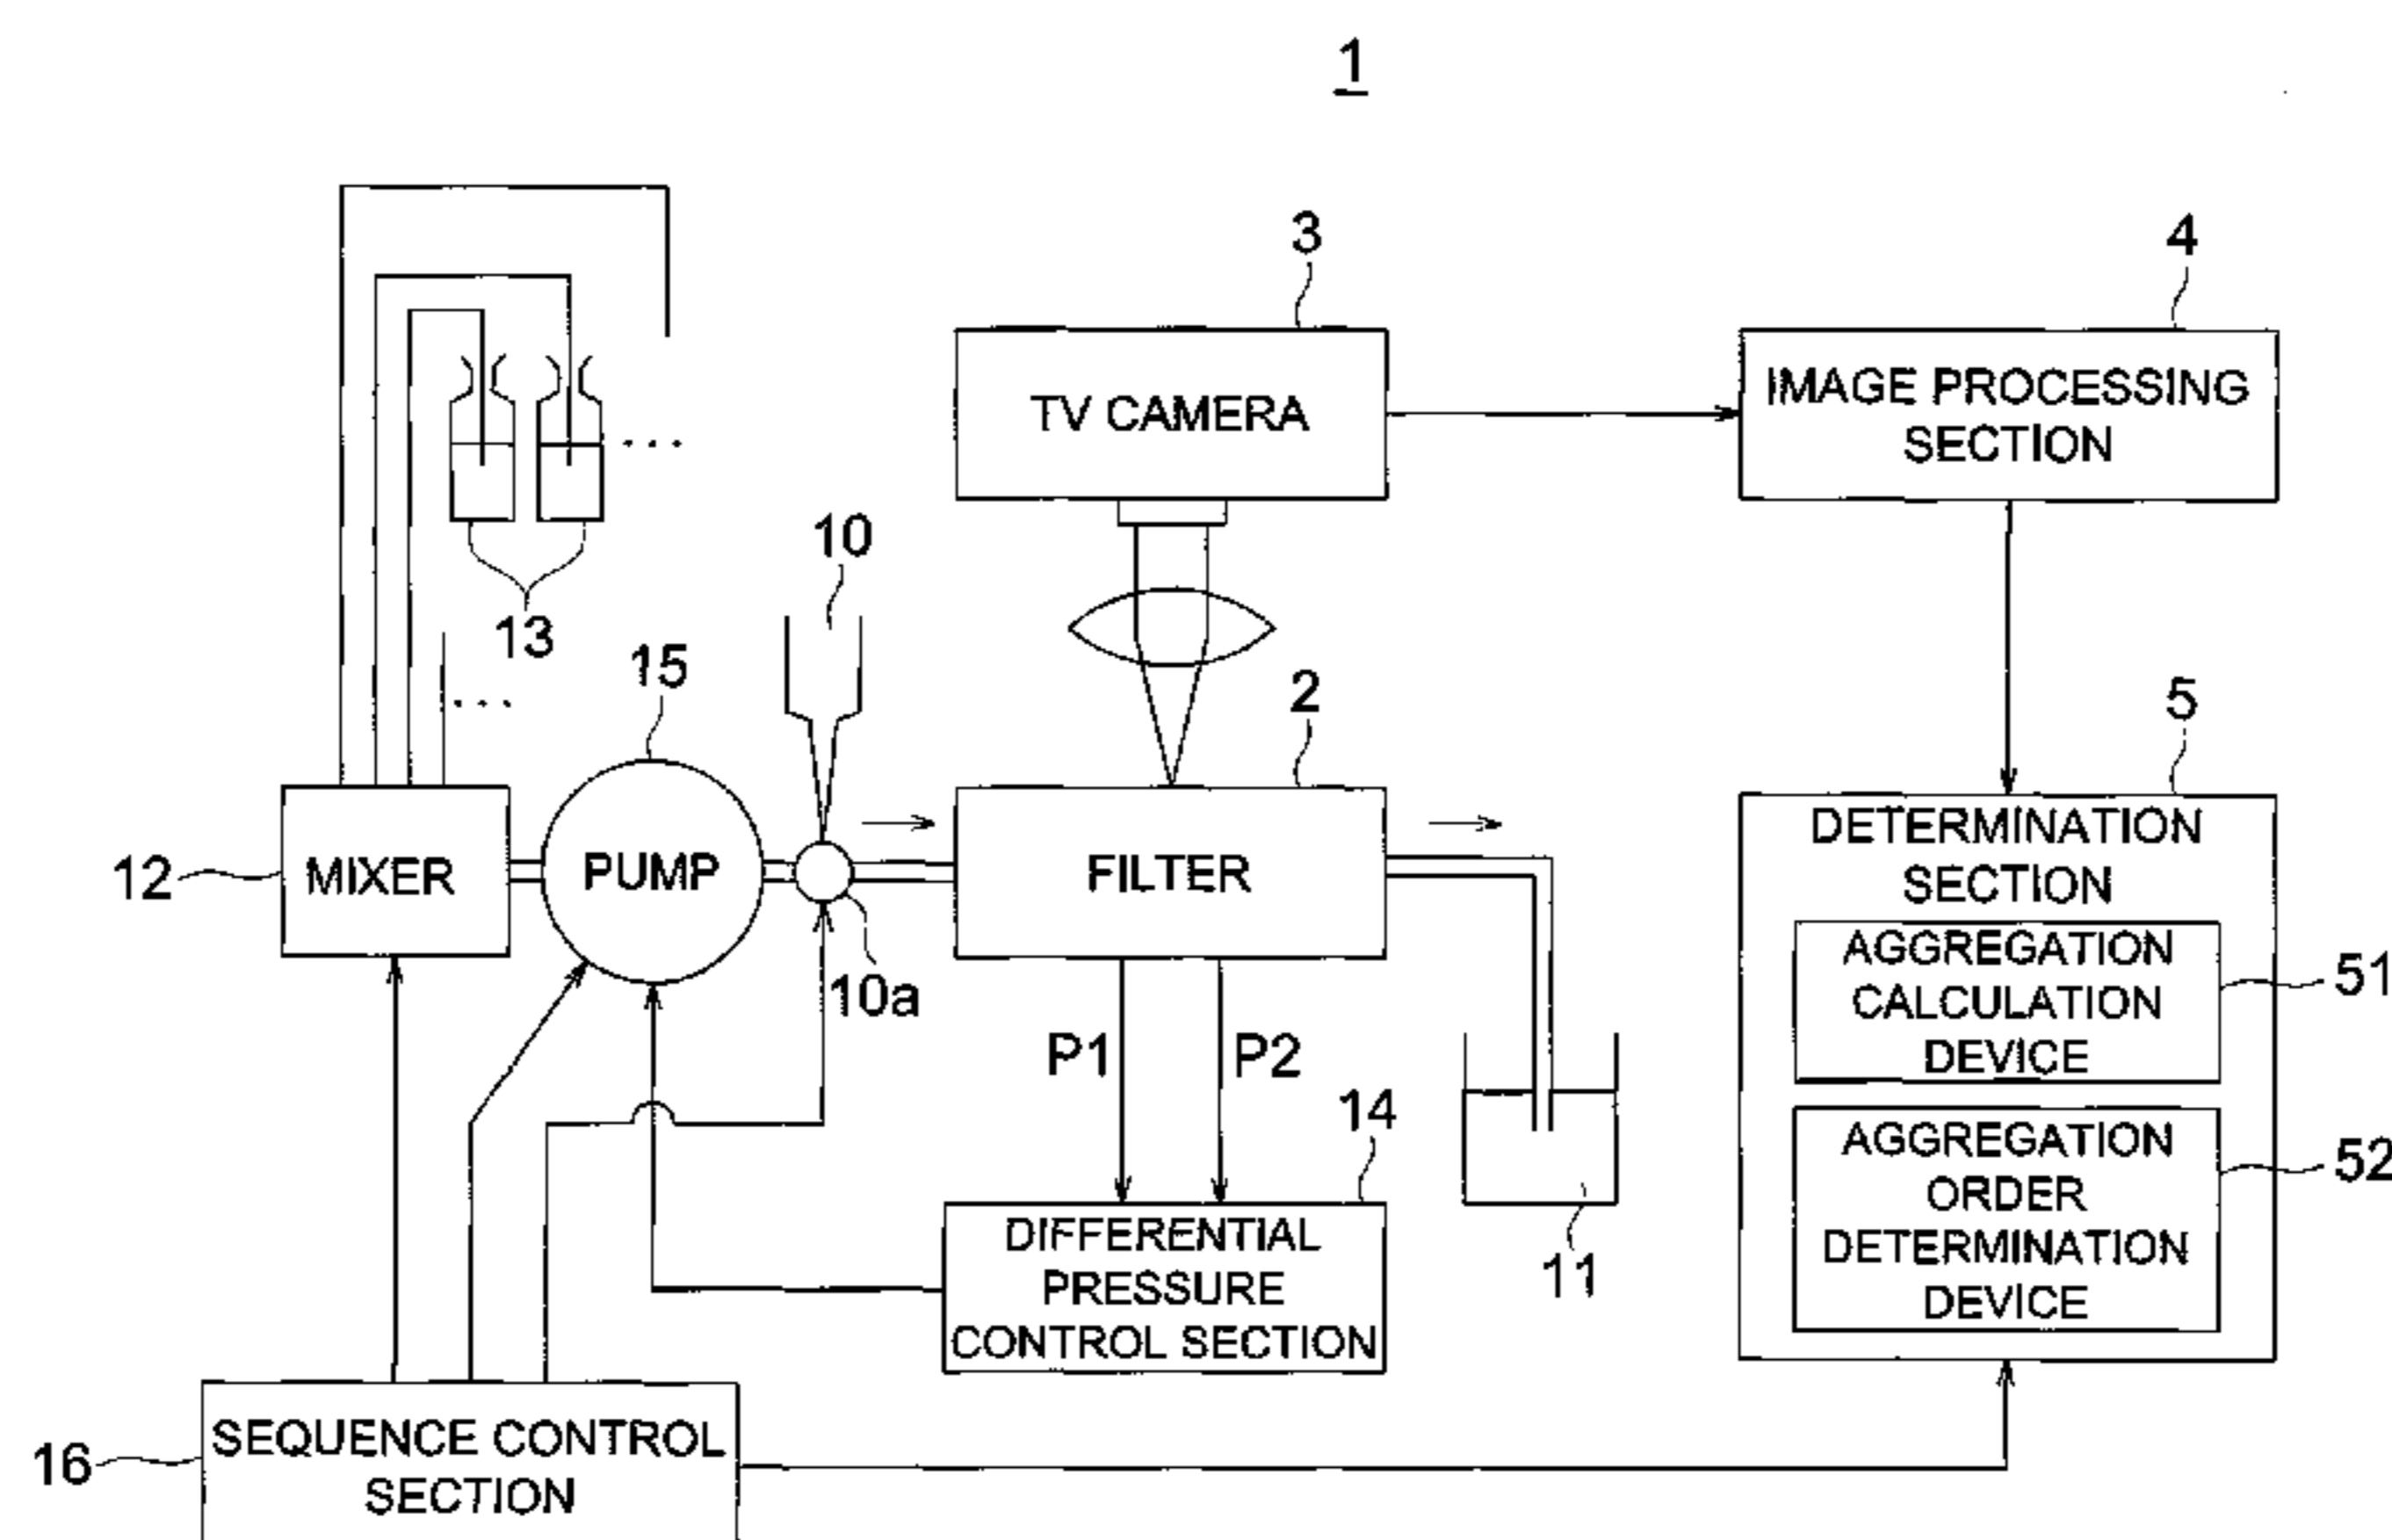 1
3
4
TV CAMERA
IMAGE PROCESSING
SECTION
10
13
15
2
5
12
MIXER
PUMP
FILTER
10a
DETERMINATION
SECTION
AGGREGATION
CALCULATION
DEVICE
51
P1
P2
14
AGGREGATION
ORDER
DETERMINATION
DEVICE
52
DIFFERENTIAL
PRESSURE
CONTROL SECTION
11
16
SEQUENCE CONTROL
SECTION